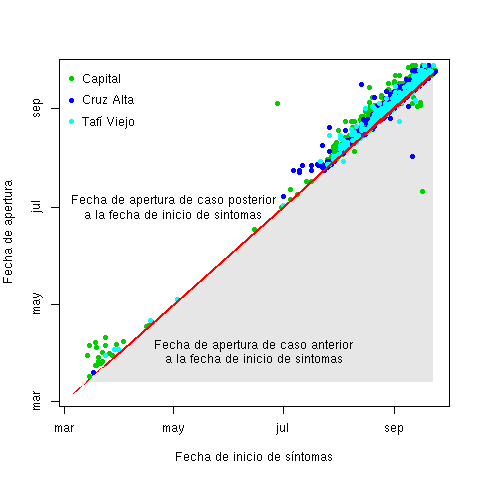 Capital
Cruz Alta
Tafí Viejo
Fecha de apertura de caso posterior
a la fecha de inicio de sintomas
Fecha de apertura de caso anterior
a la fecha de inicio de sintomas
Fecha de apertura
sep
jul
may
mar
mar may jul sep
Fecha de inicio de síntomas